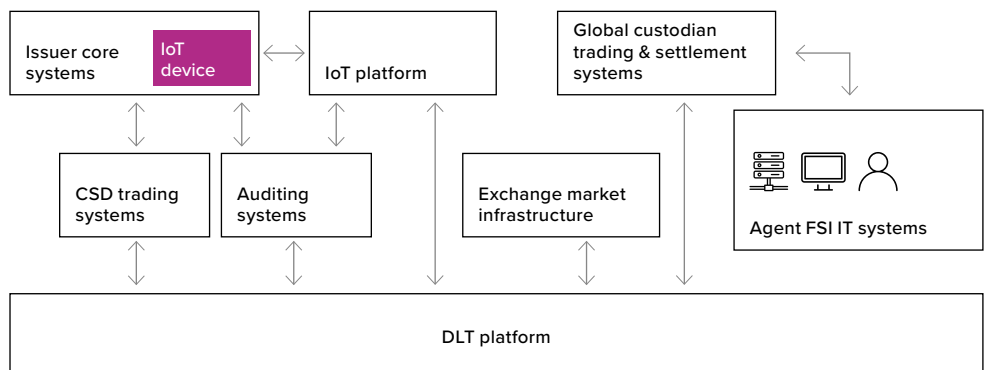 Issuer core
systems
IoT
device
IoT platform
Global custodian
trading & settlement
systems
CSD trading
systems
Auditing
systems
Exchange market
infrastructure
Agent FSI IT systems
DLT platform